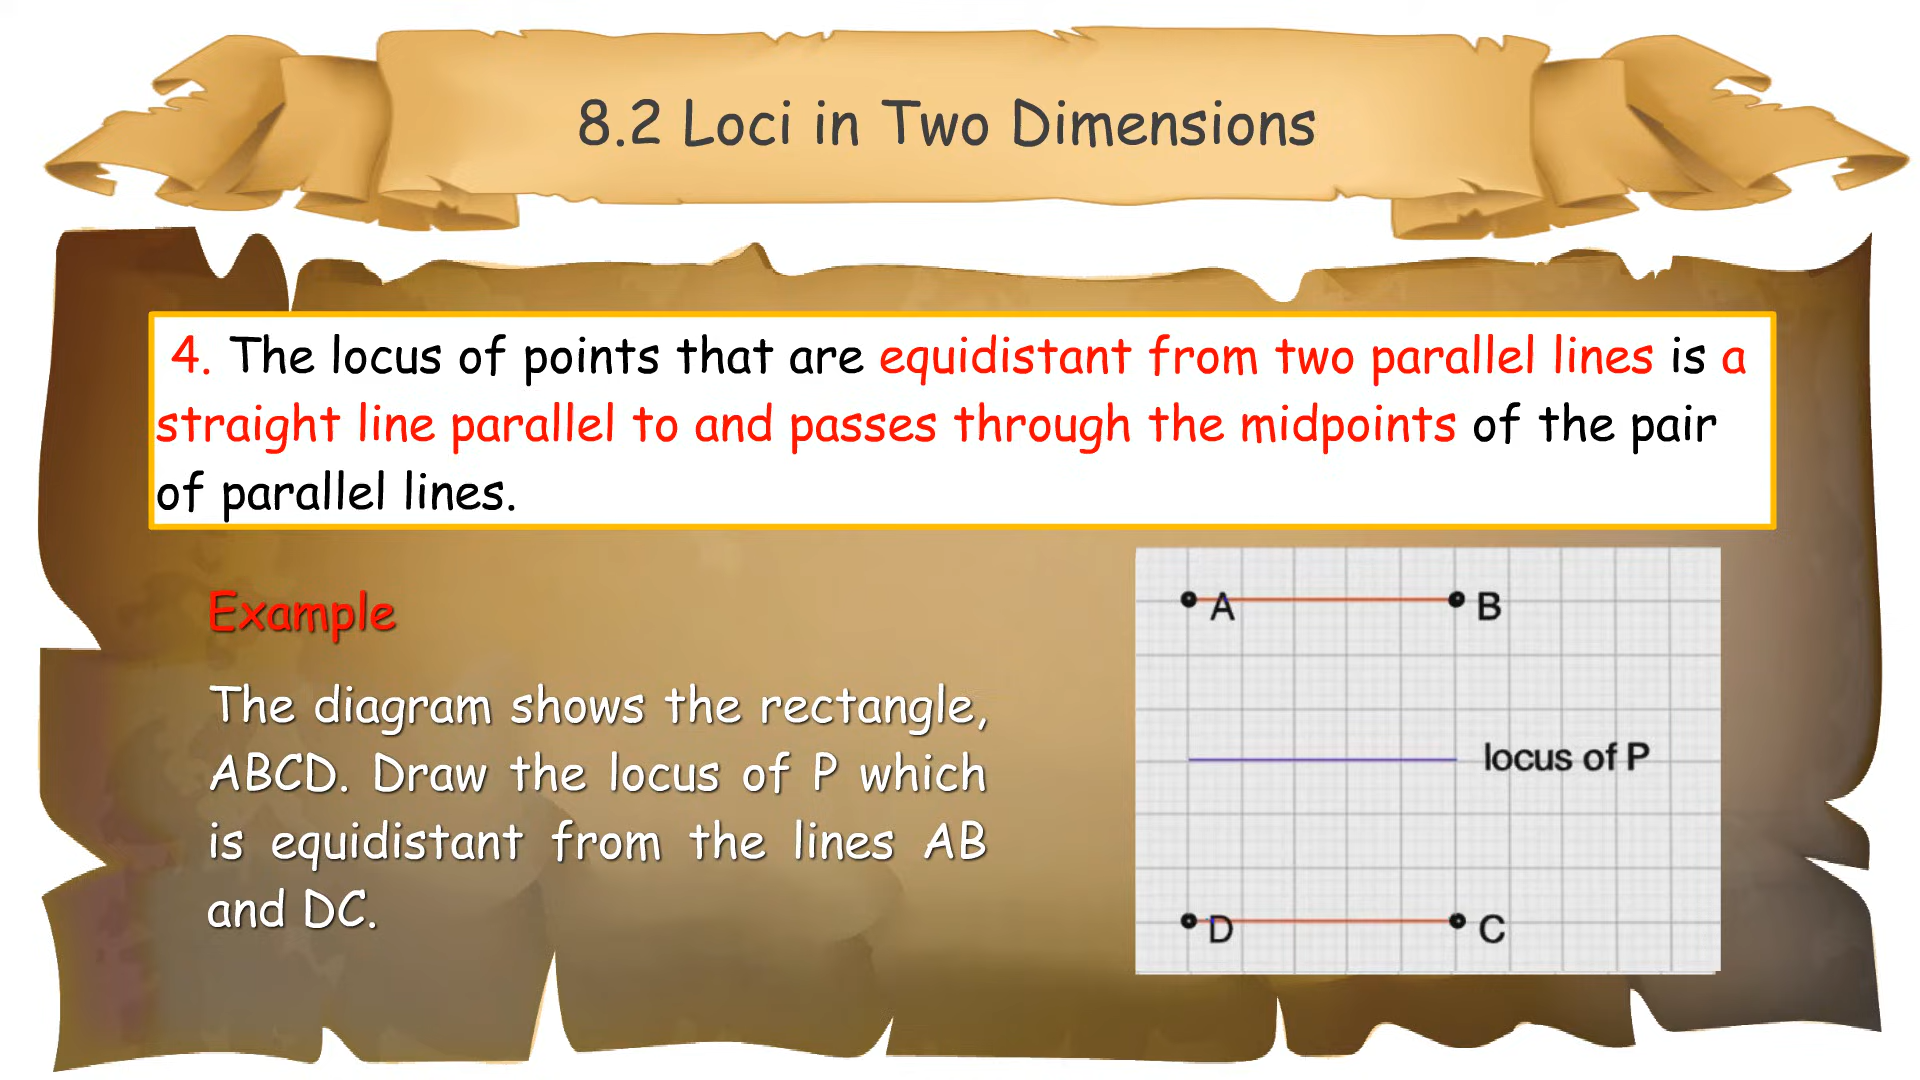 8.2 Loci in Two Dimensions
4. The locus of points that are equidistant from two parallel lines is a
straight line parallel to and passes through the midpoints of the pair
of parallel lines.
Example
The diagram shows the rectangle,
ABCD. Draw the locus of P which
is equidistant from the lines AB
and DC.
A B
locus of P
D C